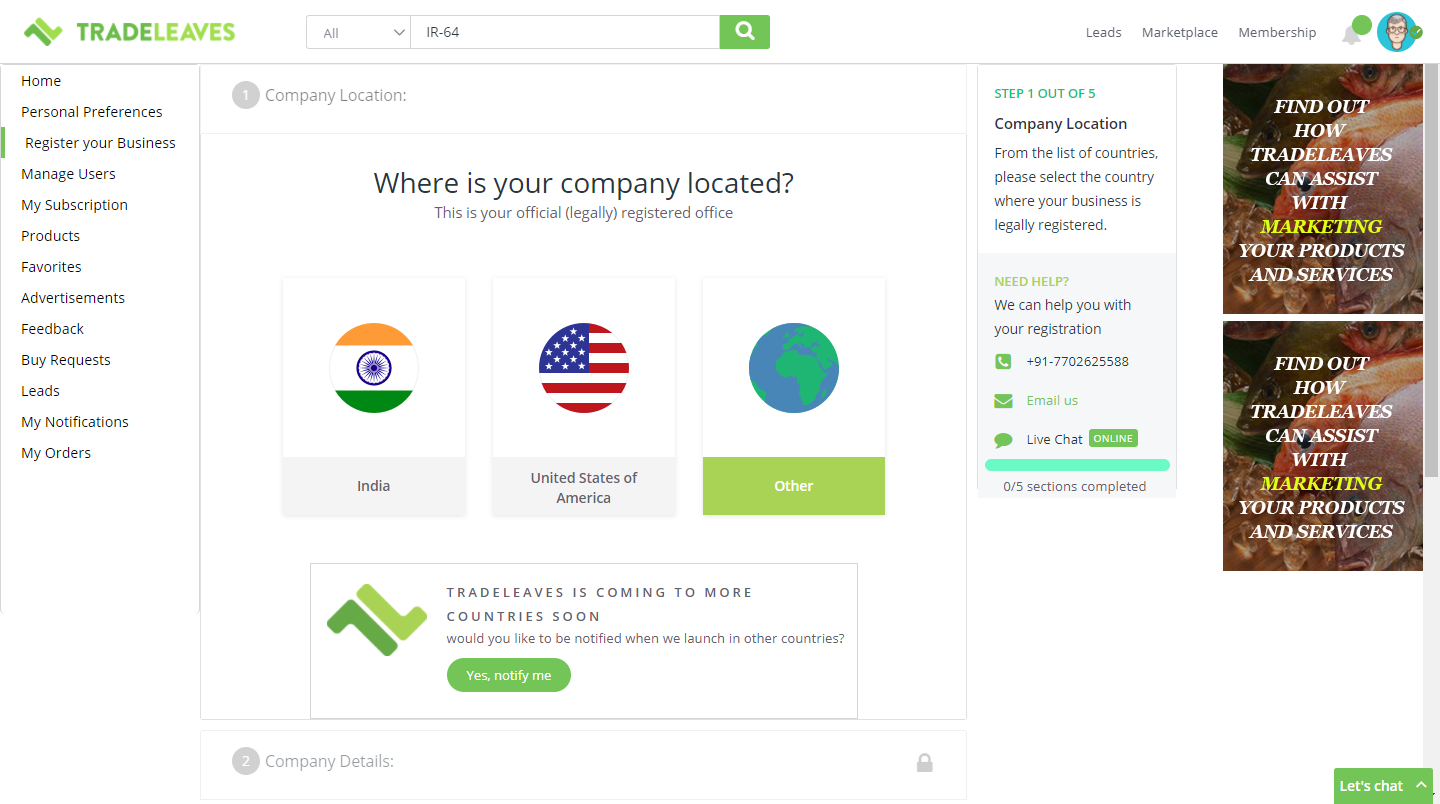 TRADELEAVES
All
IR-64
Leads
Marketplace
Membership
Home
Personal Preferences
Register your Business
Manage Users
My Subscription
Products
Favorites
Advertisements
Feedback
Buy Requests
Leads
My Notifications
My Orders
1 Company Location:
Where is your company located?
This is your official (legally) registered office
India
United States of
America
Other
TRADELEAVES IS COMING TO MORE
COUNTRIES SOON
would you like to be notified when we launch in other countries?
Yes, notify me
2 Company Details:
STEP 1 OUT OF 5
Company Location
From the list of countries,
please select the country
where your business is
legally registered.
NEED HELP?
We can help you with
your registration
+91-7702625588
Email us
Live Chat ONLINE
0/5 sections completed
FIND OUT
HOW
TRADELEAVES
CAN ASSIST
WITH
MARKETING
YOUR PRODUCTS
AND SERVICES
FIND OUT
HOW
TRADELEAVES
CAN ASSIST
WITH
MARKETING
YOUR PRODUCTS
AND SERVICES
Let's chat